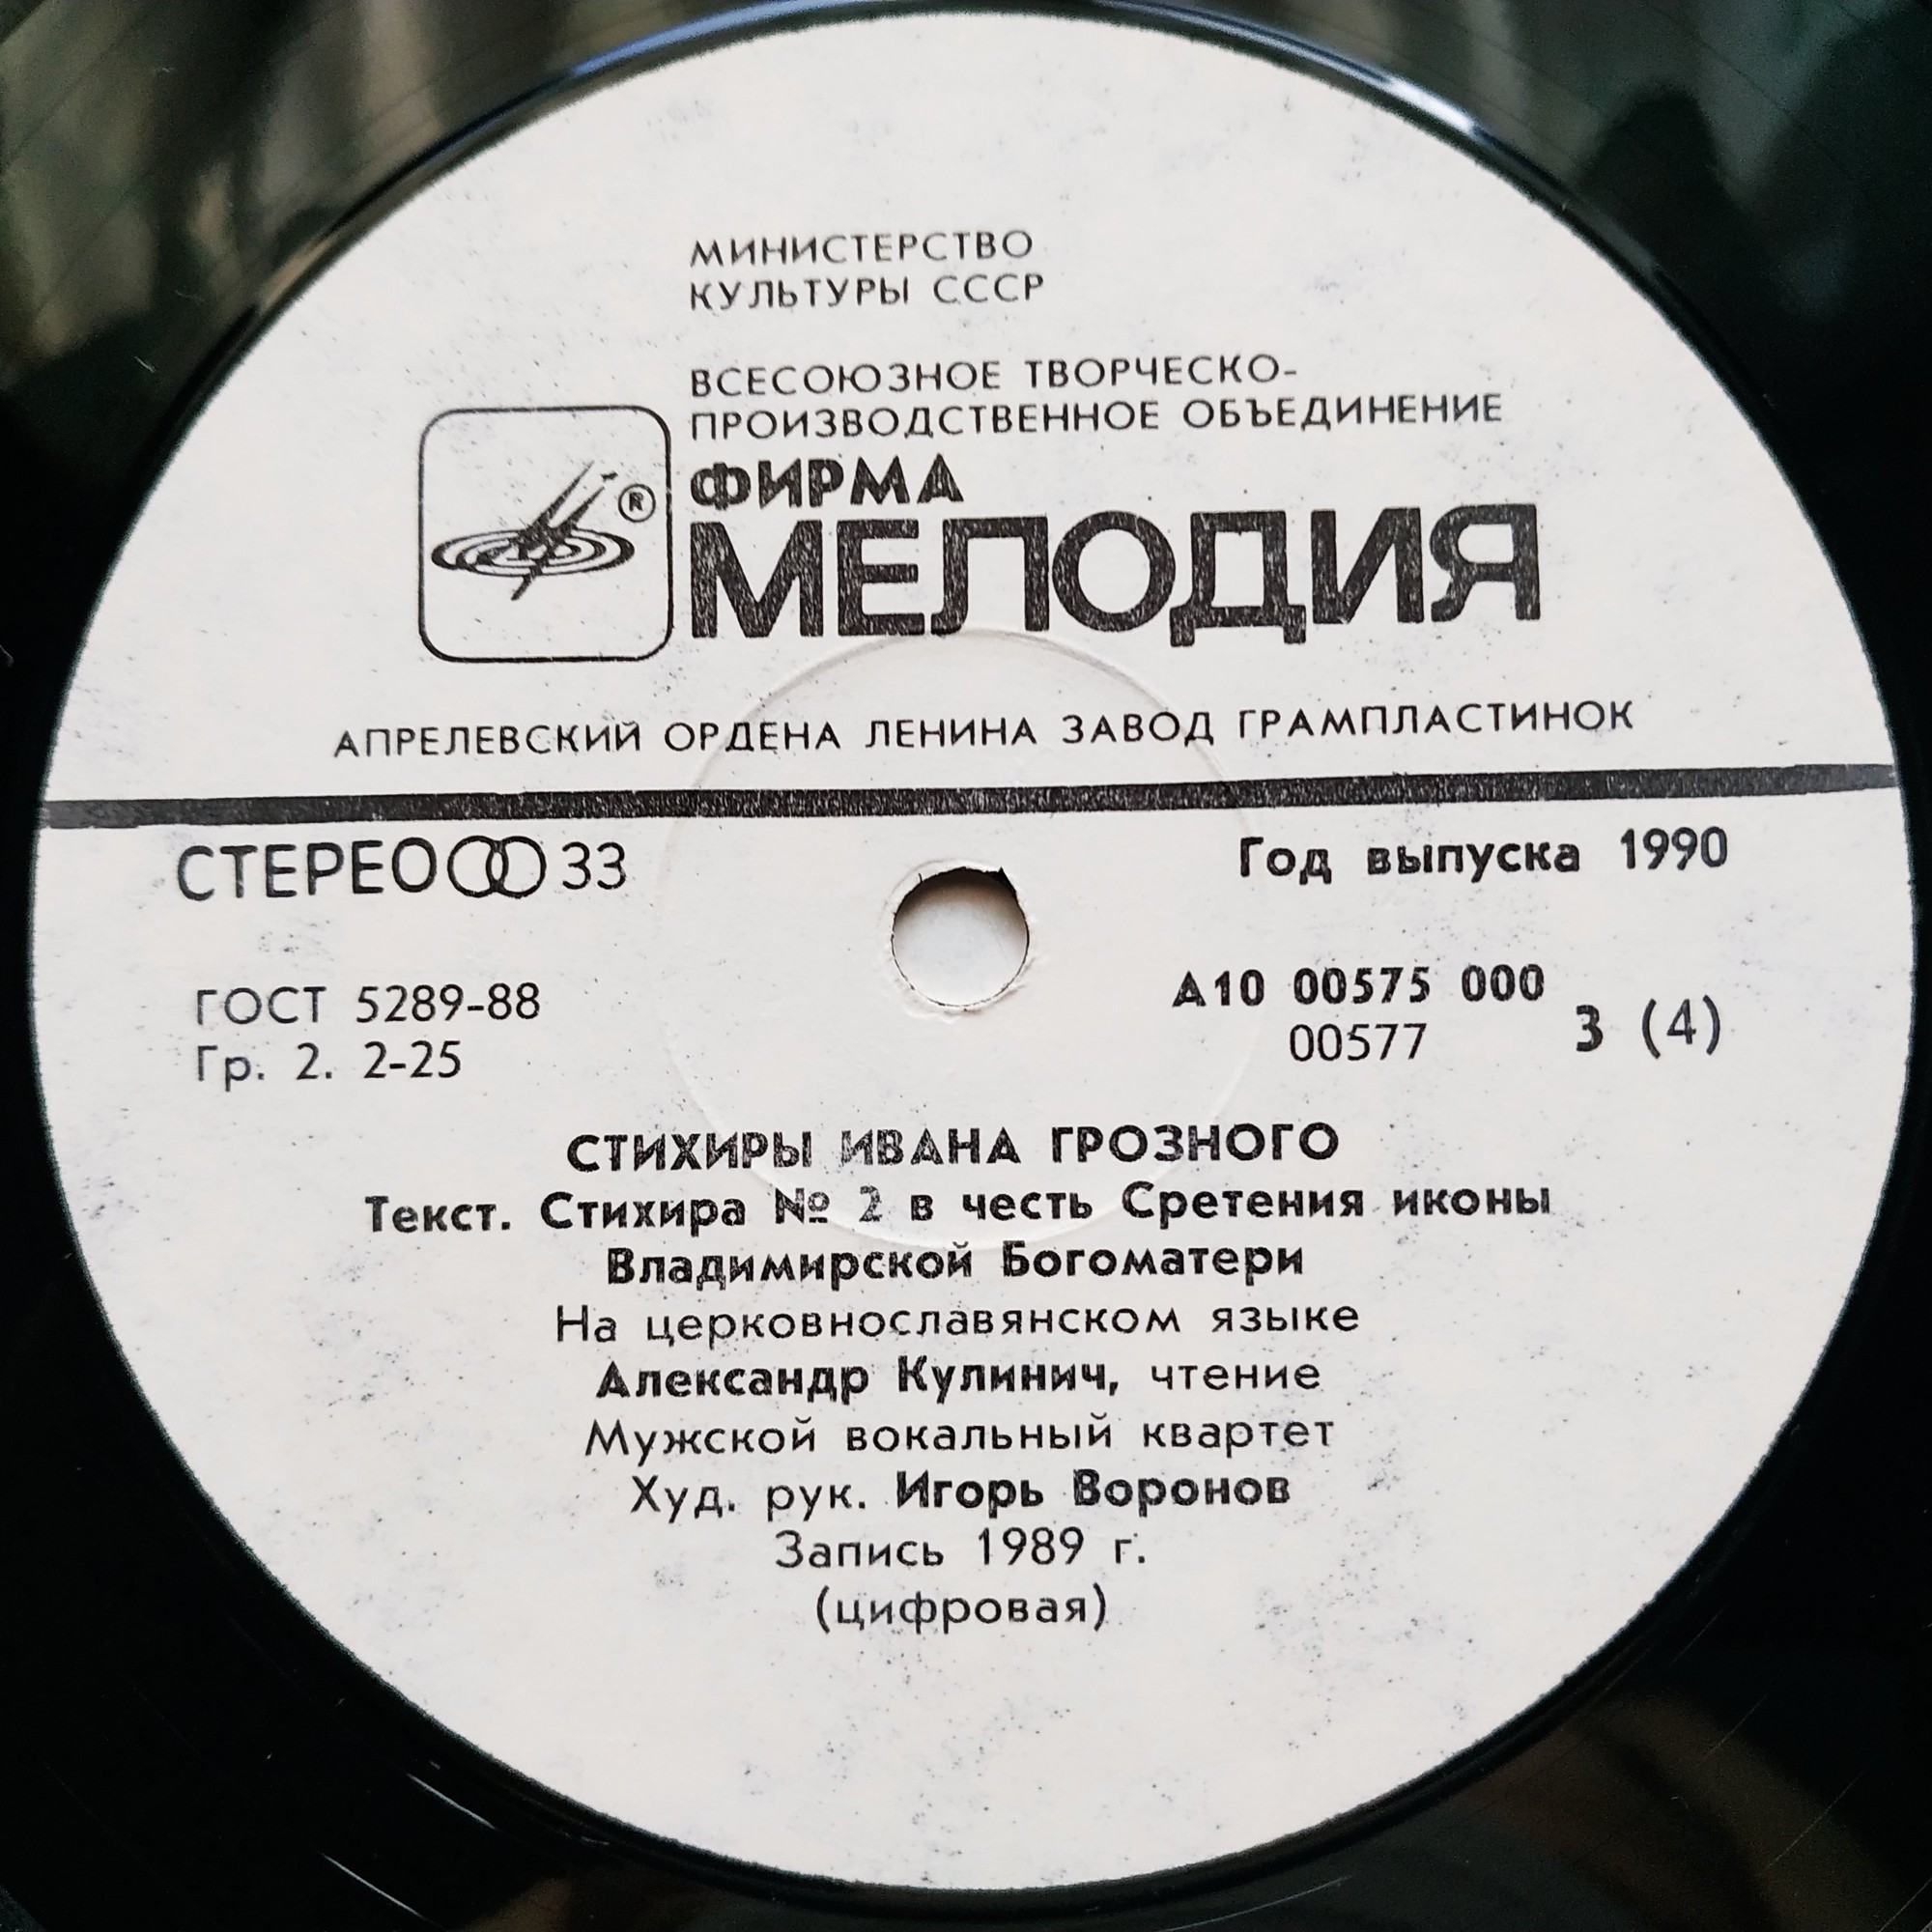 МИНИСТЕРСТВО
КУЛЬТУРЫ СССР
ВСЕСОЮЗНОЕ ТВОРЧЕСКО-
ПРОИЗВОДСТВЕННОЕ ОБЪЕДИНЕНИЕ
ФИРМА
®
МЕЛОДИЯ
АПРЕЛЕВСКИЙ ОРДЕНА ЛЕНИНА ЗАВОД ГРАМПЛАСТИНОК
СТЕРЕО 33
Год выпуска 1990
ГОСТ 5289-88
Гр. 2. 2-25
А10 00575 000
00577
3 (4)
СТИХИРЫ ИВАНА ГРОЗНОГО
Текст. Стихира № 2 в честь Сретения иконы
Владимирской Богоматери
На церковнославянском языке
Александр Кулинич, чтение
Мужской вокальный квартет
Худ. рук. Игорь Воронов
Запись 1989 г.
(цифровая)